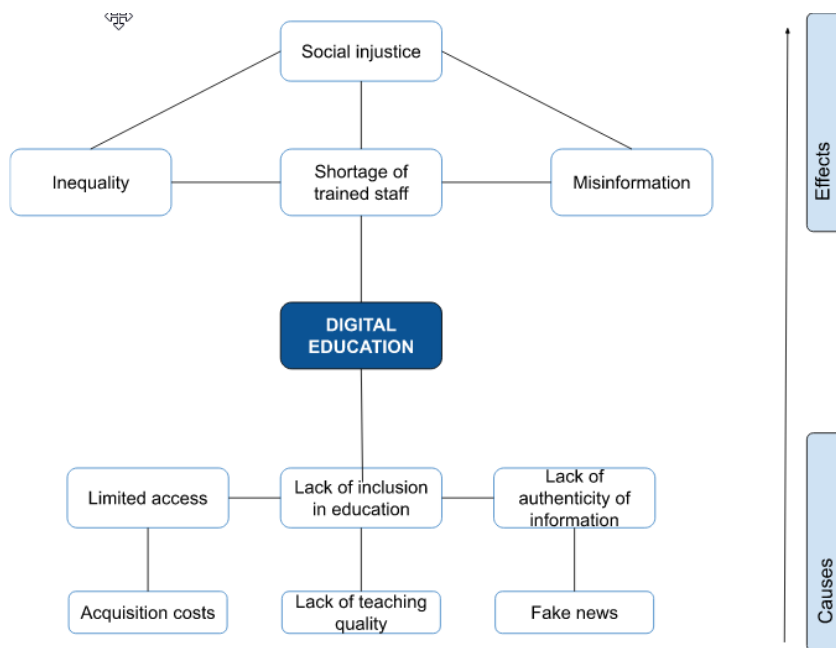 Social injustice
Effects
Inequality
Shortage of
trained staff
Misinformation
DIGITAL
EDUCATION
Limited access
Lack of inclusion
in education
Lack of
authenticity of
information
Causes
Acquisition costs
Lack of teaching
quality
Fake news